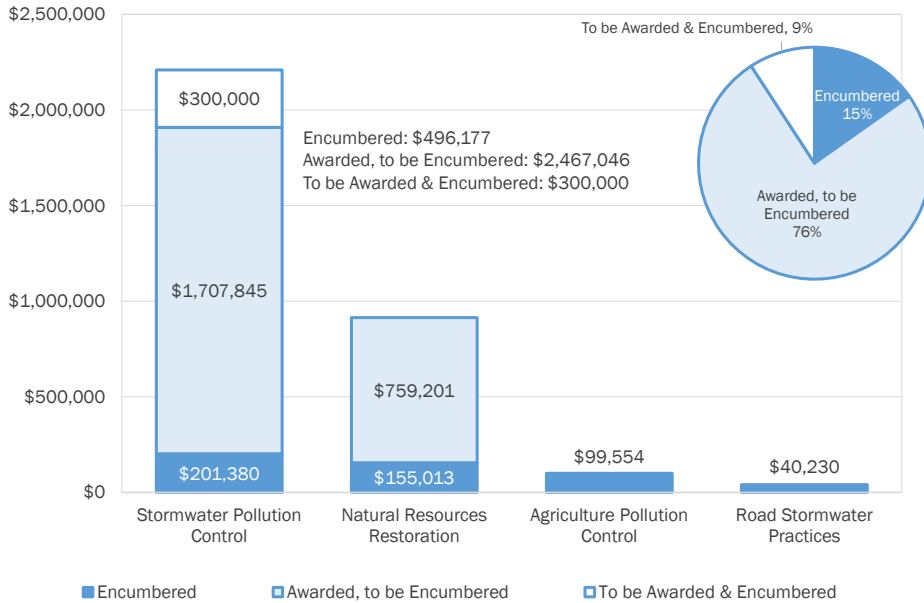 $2,500,000
$2,000,000
$1,500,000
$1,000,000
$500,000
$0
$300,000
$1,707,845
$201,380
$759,201
$155,013
$99,554
$40,230
Encumbered: $496,177
Awarded, to be Encumbered: $2,467,046
To be Awarded & Encumbered: $300,000
To be Awarded & Encumbered, 9%
Encumbered
15%
Awarded, to be
Encumbered
76%
Stormwater Pollution
Control
Natural Resources
Restoration
Agriculture Pollution
Control
Road Stormwater
Practices
Encumbered
Awarded, to be Encumbered
To be Awarded & Encumbered